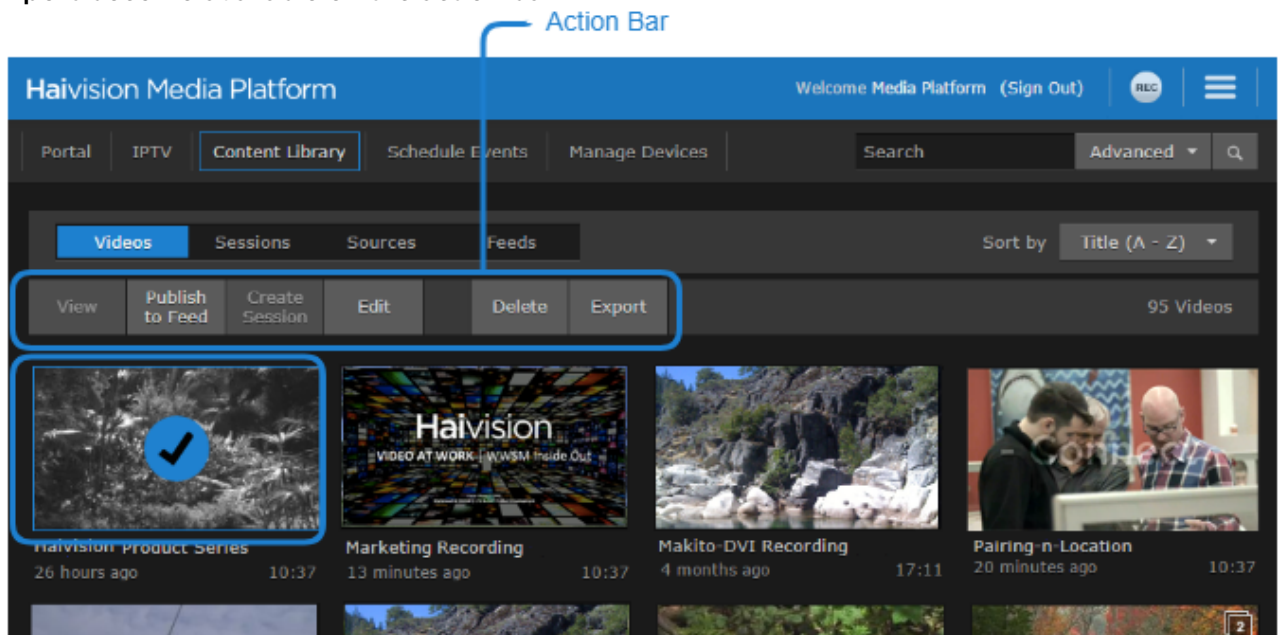 Action Bar
Haivision Media Platform
Welcome Media Platform (Sign Out)
REC
Portal
IPTV
Content Library
Schedule Events
Manage Devices
Search
Advanced
Videos
Sessions
Sources
Feeds
Sort by
Title (A - Z)
View
Publish
to Feed
Create
Session
Edit
Delete
Export
95 Videos
Haivision
VIDEO AT WORK | WWSM Inside Out
Haivision Product Series
26 hours ago
10:37
Marketing Recording
13 minutes ago
10:37
Makito-DVI Recording
4 months ago
17:11
Pairing-n-Location
20 minutes ago
10:37
2